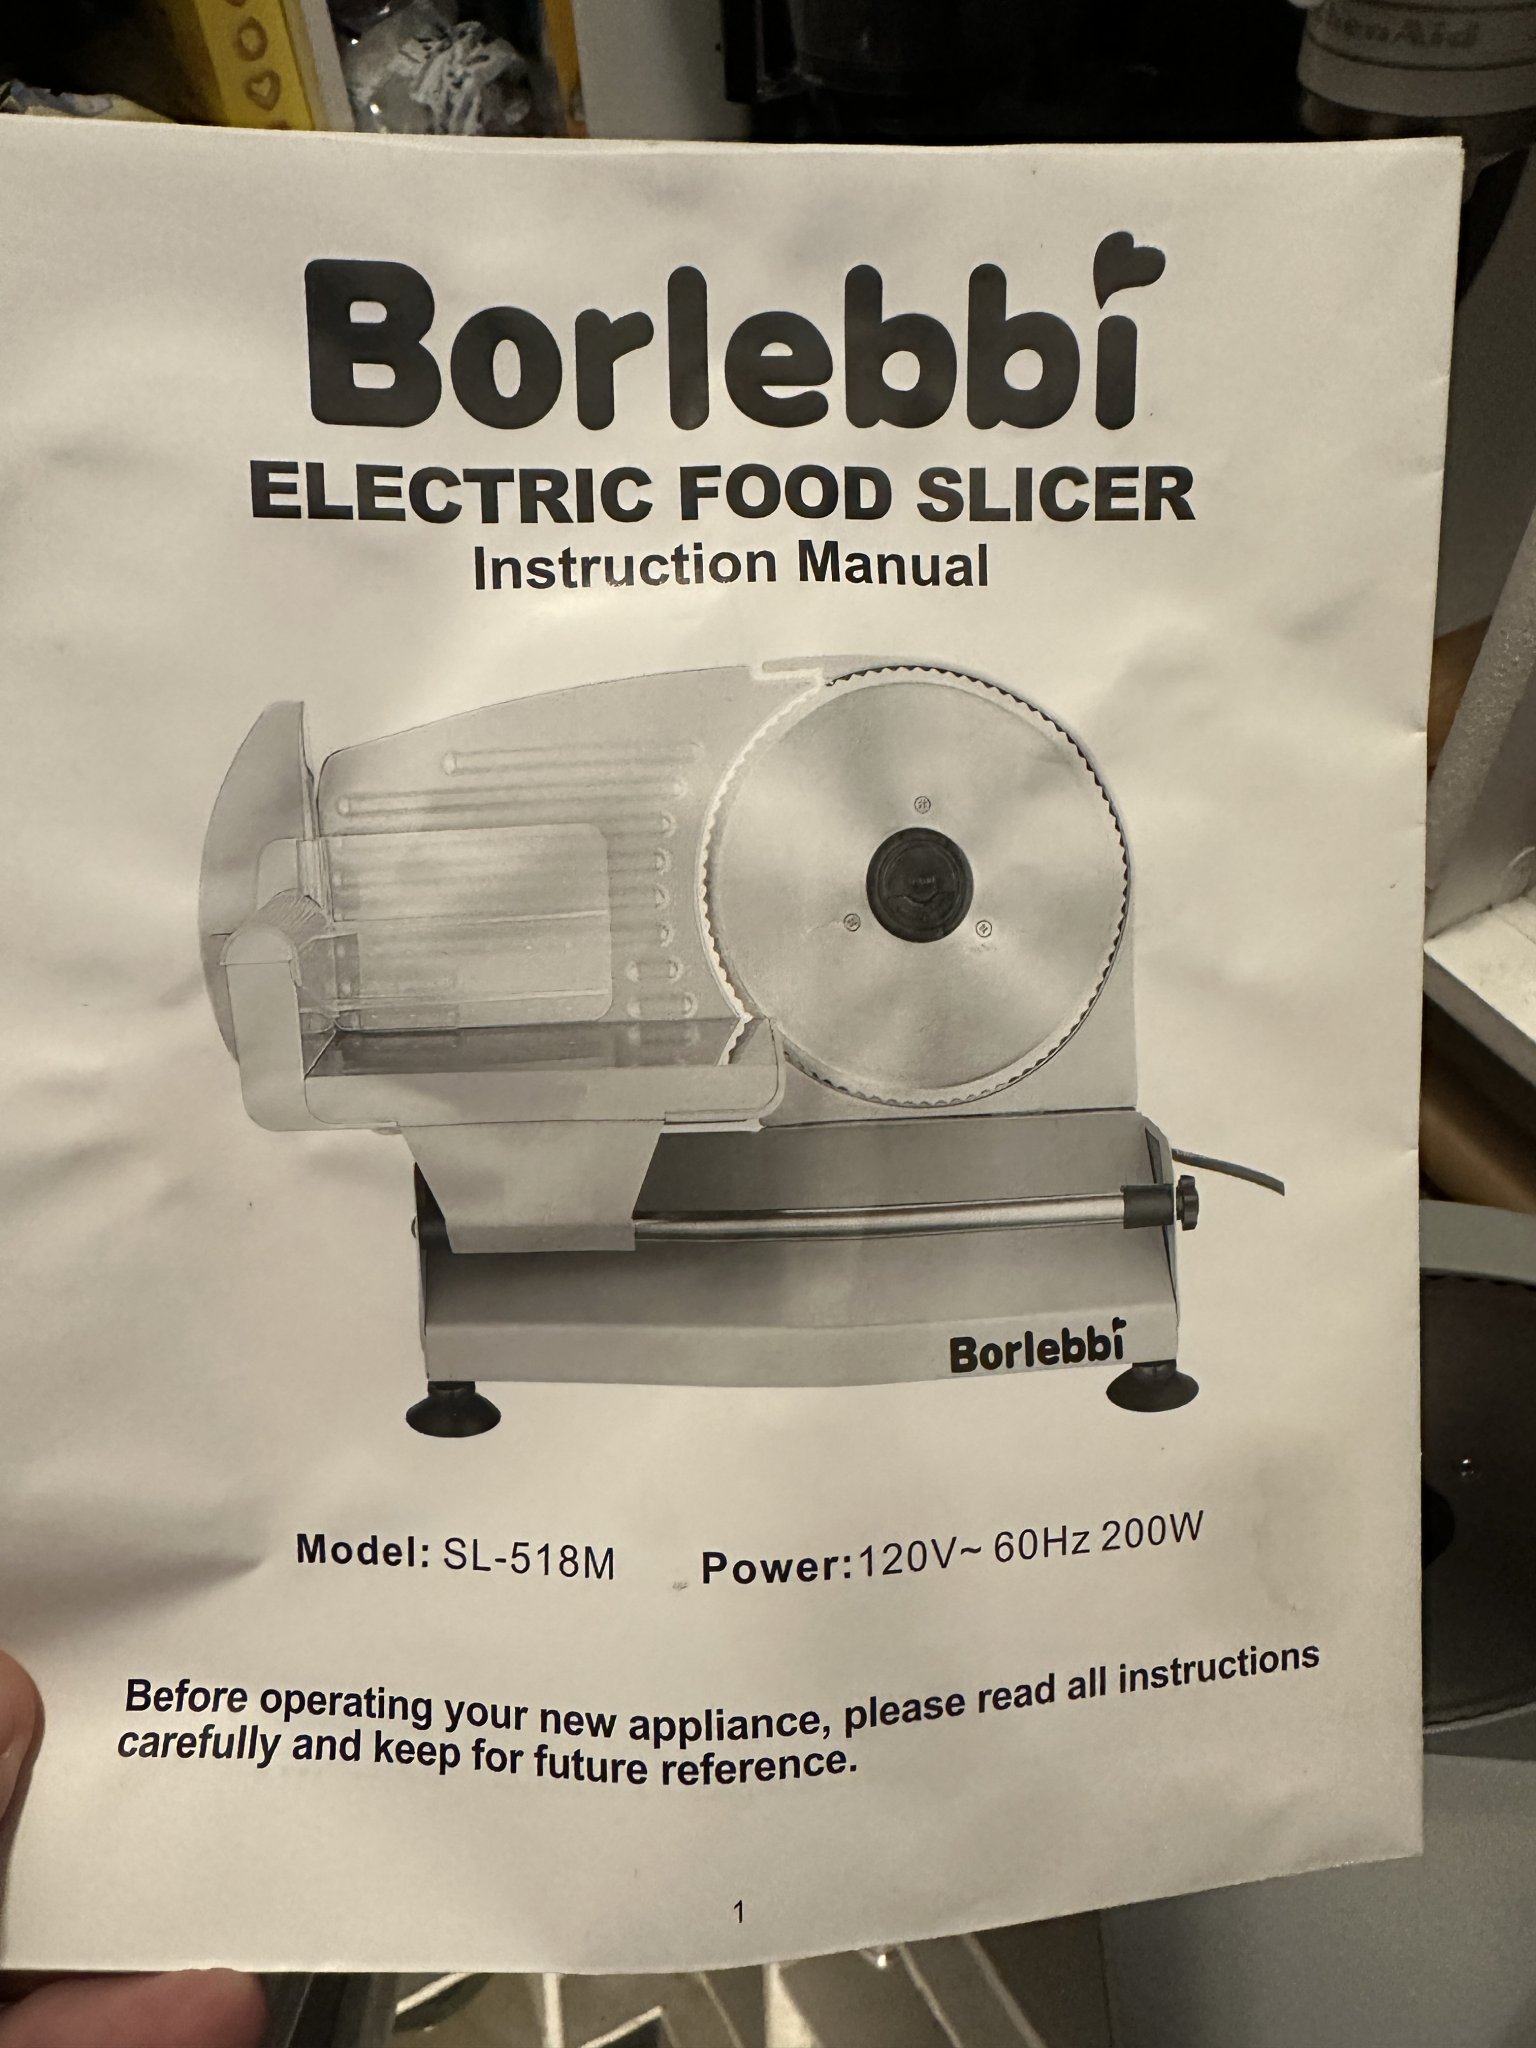 Borlebbi
ELECTRIC FOOD SLICER
Instruction Manual
Borlebbi
Model: SL-518M Power:120V~ 60Hz 200W
Before operating your new appliance, please read all instructions
carefully and keep for future reference.
1